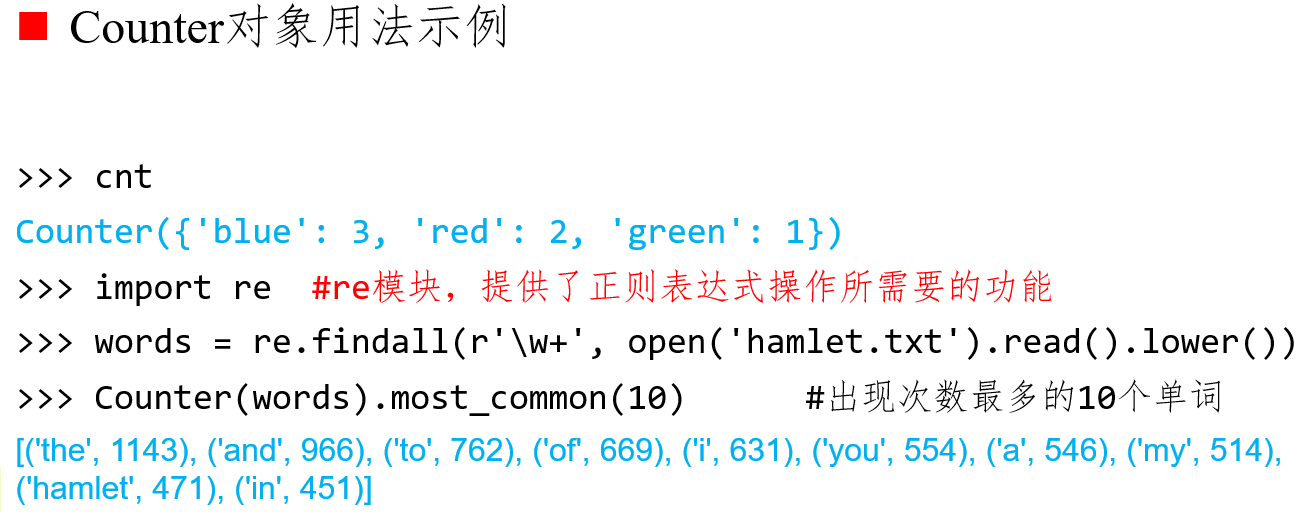 Counter对象用法示例
>>> cnt
Counter({'blue': 3, 'red': 2, 'green': 1})
>>> import re  #re模块，提供了正则表达式操作所需要的功能
>>> words = re.findall(r'\w+', open('hamlet.txt').read().lower())
>>> Counter(words).most_common(10)      #出现次数最多的10个单词
[('the', 1143), ('and', 966), ('to', 762), ('of', 669), ('i', 631), ('you', 554), ('a', 546), ('my', 514),
('hamlet', 471), ('in', 451)]